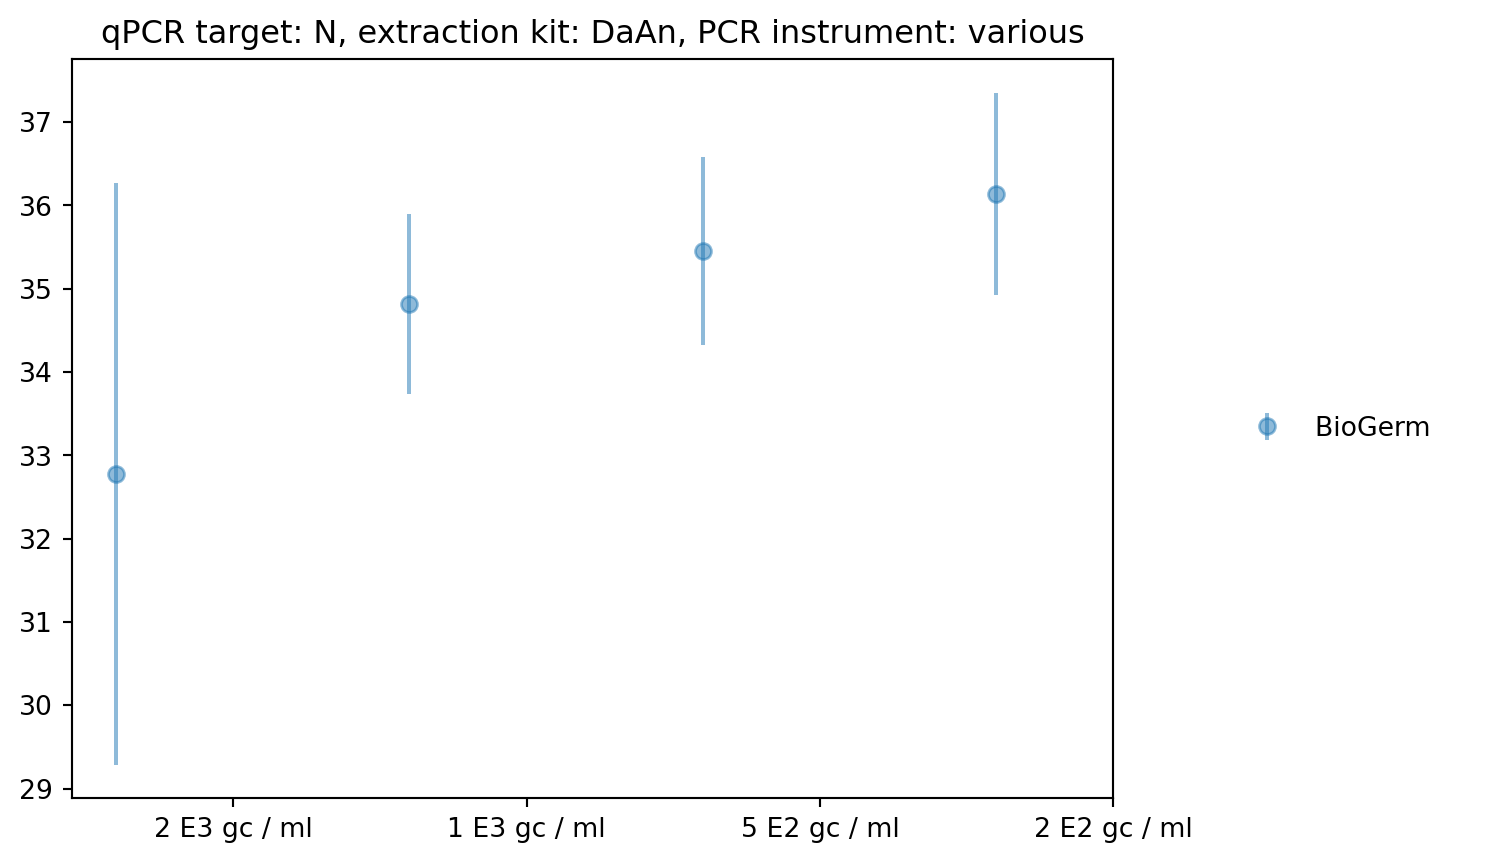 qPCR target: N, extraction kit: DaAn, PCR instrument: various
37
36
35
34
33
32
31
30
29
2 E3 gc / ml
1 E3 gc / ml
5 E2 gc / ml
2 E2 gc / ml
BioGerm